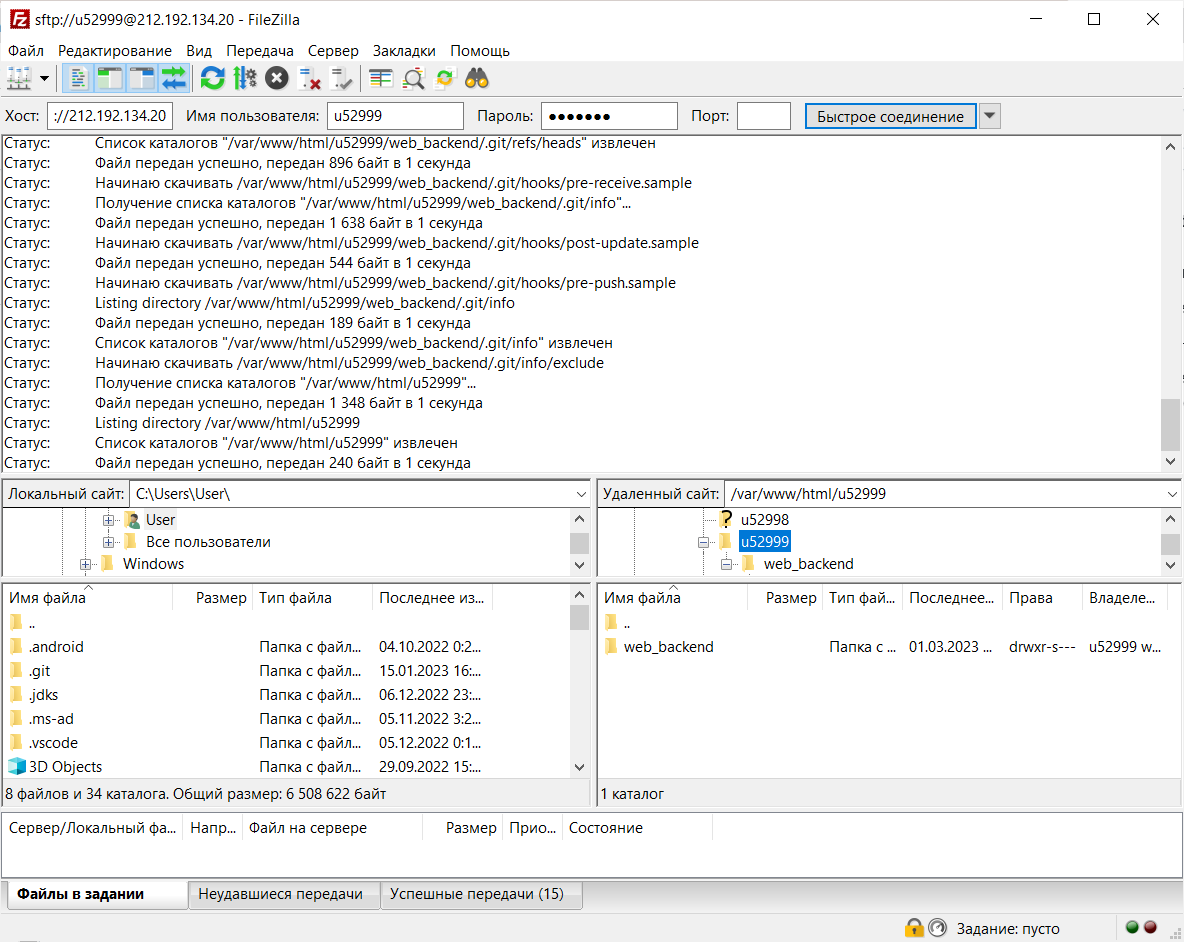 sftp://u52999@212.192.134.20 - FileZilla
Файл Редактирование Вид Передача Сервер Закладки Помощь
Хост: ://212.192.134.20 Имя пользователя: u52999 Пароль: ●●●●●●● Порт: Быстрое соединение
Статус: Список каталогов "/var/www/html/u52999/web_backend/.git/refs/heads" извлечен
Статус: Файл передан успешно, передан 896 байт в 1 секунда
Статус: Начинаю скачивать /var/www/html/u52999/web_backend/.git/hooks/pre-receive.sample
Статус: Получение списка каталогов "/var/www/html/u52999/web_backend/.git/info"...
Статус: Файл передан успешно, передан 1 638 байт в 1 секунда
Статус: Начинаю скачивать /var/www/html/u52999/web_backend/.git/hooks/post-update.sample
Статус: Файл передан успешно, передан 544 байт в 1 секунда
Статус: Начинаю скачивать /var/www/html/u52999/web_backend/.git/hooks/pre-push.sample
Статус: Listing directory /var/www/html/u52999/web_backend/.git/info
Статус: Файл передан успешно, передан 189 байт в 1 секунда
Статус: Список каталогов "/var/www/html/u52999/web_backend/.git/info" извлечен
Статус: Начинаю скачивать /var/www/html/u52999/web_backend/.git/info/exclude
Статус: Получение списка каталогов "/var/www/html/u52999"...
Статус: Файл передан успешно, передан 1 348 байт в 1 секунда
Статус: Listing directory /var/www/html/u52999
Статус: Список каталогов "/var/www/html/u52999" извлечен
Статус: Файл передан успешно, передан 240 байт в 1 секунда
Локальный сайт: C:\Users\User\
User
Все пользователи
Windows
Имя файла Размер Тип файла Последнее из...
..
.android Папка с файл... 04.10.2022 0:2...
.git Папка с файл... 15.01.2023 16:...
.jdks Папка с файл... 06.12.2022 23:...
.ms-ad Папка с файл... 05.11.2022 3:2...
.vscode Папка с файл... 05.12.2022 0:1...
3D Objects Папка с файл... 29.09.2022 15:...
8 файлов и 34 каталога. Общий размер: 6 508 622 байт
Удаленный сайт: /var/www/html/u52999
u52998
u52999
web_backend
Имя файла Размер Тип фай... Последнее... Права Владеле...
..
web_backend Папка с ... 01.03.2023 ... drwxr-s--- u52999 w...
1 каталог
Сервер/Локальный фа... Напр... Файл на сервере Размер Прио... Состояние
Файлы в задании Неудавшиеся передачи Успешные передачи (15)
Задание: пусто